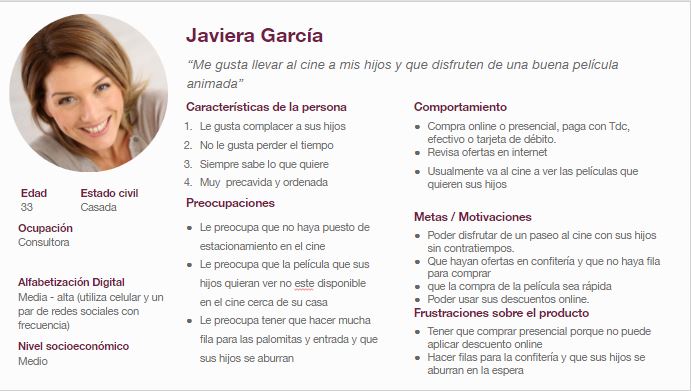 Javiera García
“Me gusta llevar al cine a mis hijos y que disfruten de una buena película
animada”
Características de la persona
1. Le gusta complacer a sus hijos
2. No le gusta perder el tiempo
3. Siempre sabe lo que quiere
4. Muy precavida y ordenada
Preocupaciones
• Le preocupa que no haya puesto de
estacionamiento en el cine
• Le preocupa que la película que sus
hijos quieran ver no este disponible
en el cine cerca de su casa
• Le preocupa tener que hacer mucha
fila para las palomitas y entrada y que
sus hijos se aburran
Comportamiento
• Compra online o presencial, paga con Tdc,
efectivo o tarjeta de débito.
• Revisa ofertas en internet
• Usualmente va al cine a ver las películas que
quieren sus hijos
Metas / Motivaciones
• Poder disfrutar de un paseo al cine con sus hijos
sin contratiempos.
• Que hayan ofertas en confitería y que no haya fila
para comprar
• que la compra de la película sea rápida
• Poder usar sus descuentos online.
Frustraciones sobre el producto
• Tener que comprar presencial porque no puede
aplicar descuento online
• Hacer filas para la confitería y que sus hijos se
aburran en la espera
Edad Estado civil
33 Casada
Ocupación
Consultora
Alfabetización Digital
Media - alta (utiliza celular y un
par de redes sociales con
frecuencia)
Nivel socioeconómico
Medio